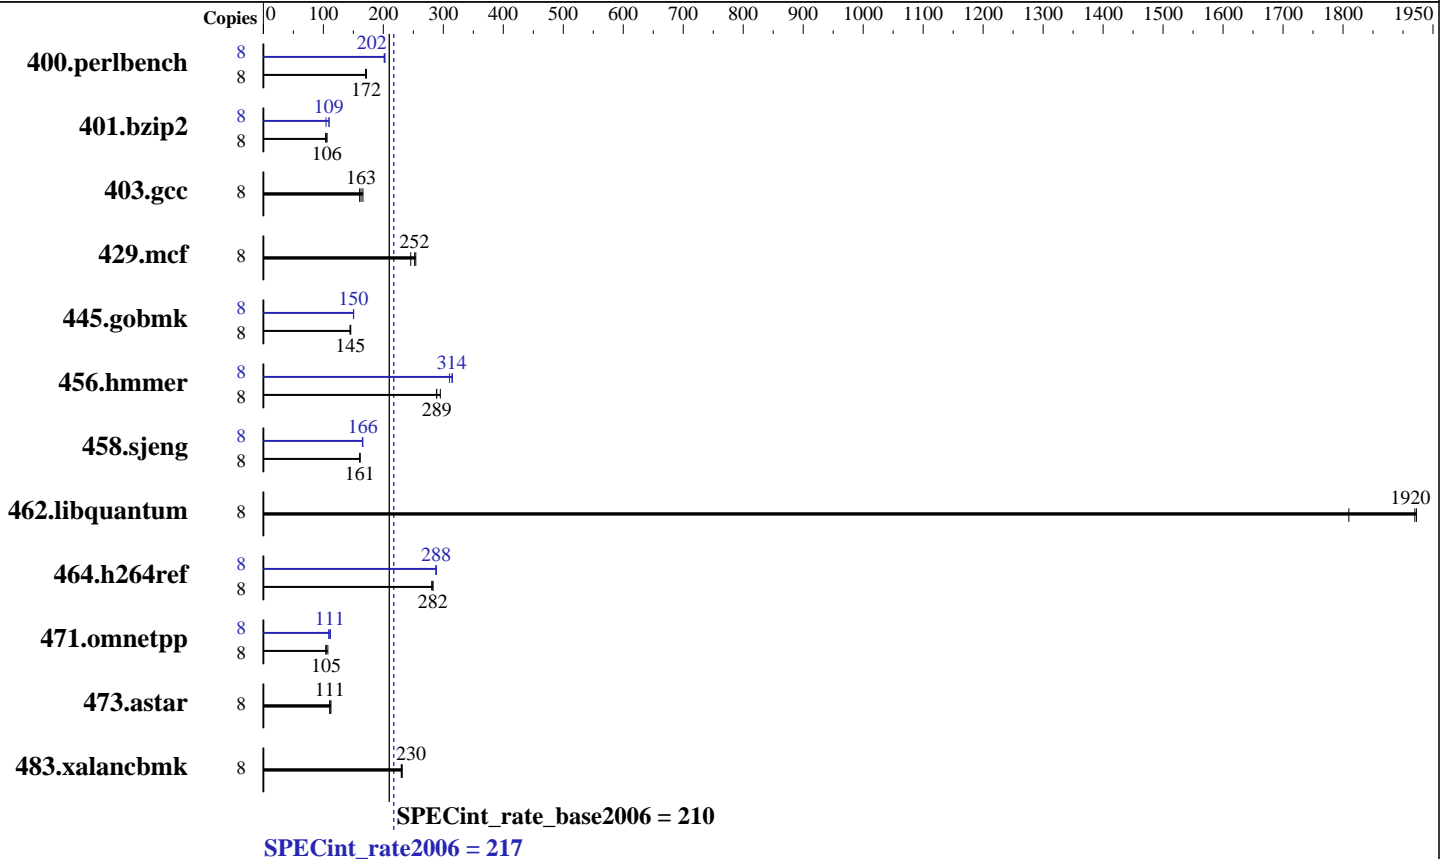 Copies 0 100 200 300 400 500 600 700 800 900 1000 1100 1200 1300 1400 1500 1600 1700 1800 1950
400.perlbench 8 202
8 172
401.bzip2 8 109
8 106
403.gcc 8 163
429.mcf 8 252
445.gobmk 8 150
8 145
456.hmmer 8 314
8 289
458.sjeng 8 166
8 161
462.libquantum 8 1920
464.h264ref 8 288
8 282
471.omnetpp 8 111
8 105
473.astar 8 111
483.xalancbmk 8 230
SPECint_rate_base2006 = 210
SPECint_rate2006 = 217